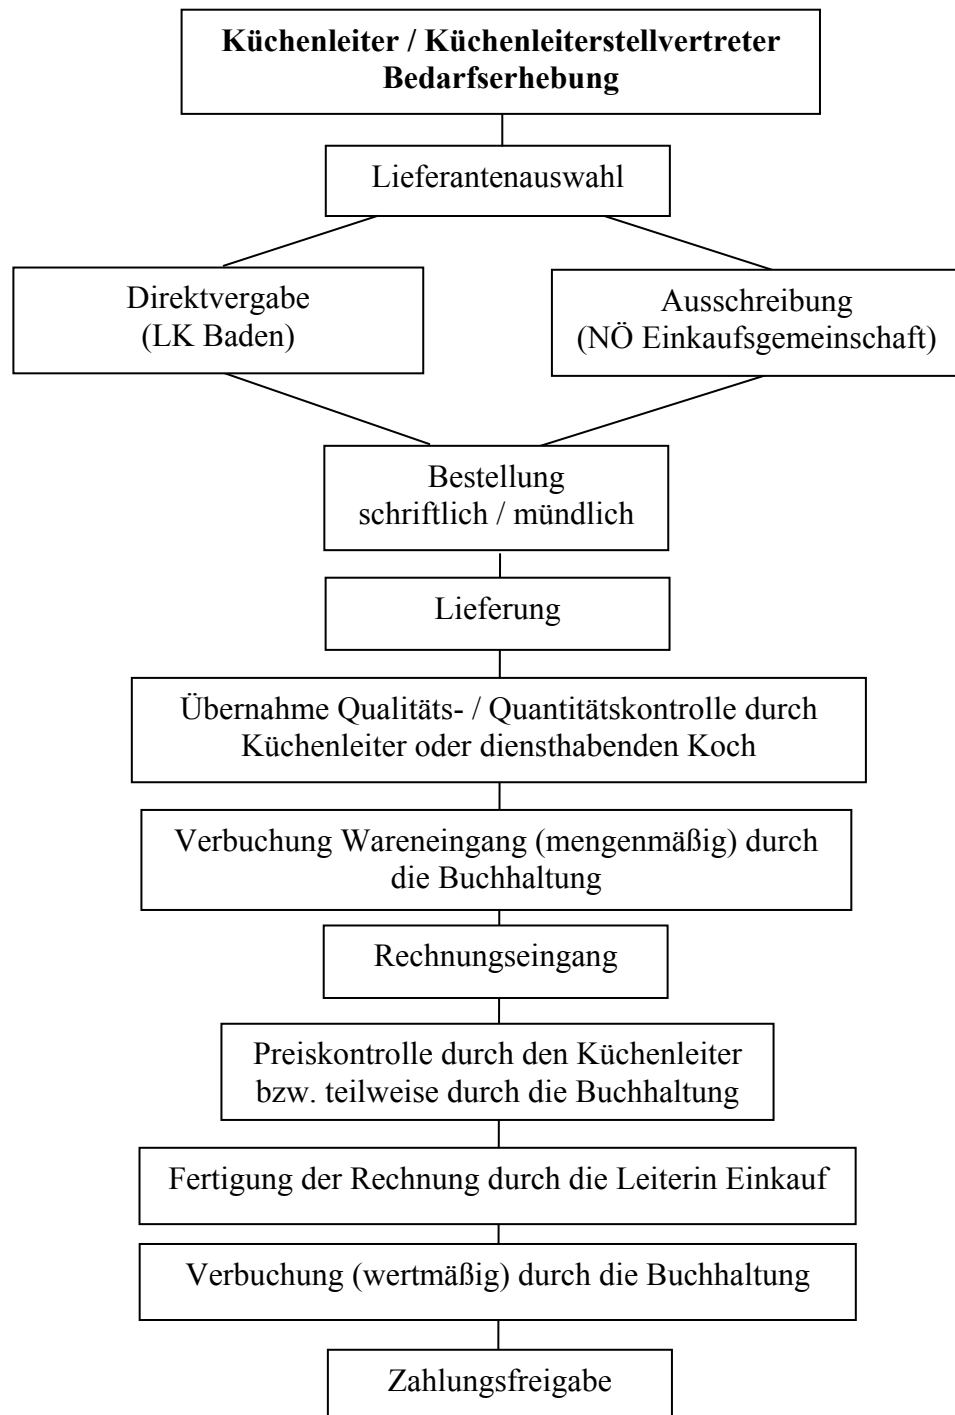 Küchenleiter / Küchenleiterstellvertreter
Bedarfserhebung
Lieferantenauswahl
Direktvergabe
(LK Baden)
Ausschreibung
(NÖ Einkaufsgemeinschaft)
Bestellung
schriftlich / mündlich
Lieferung
Übernahme Qualitäts- / Quantitätskontrolle durch
Küchenleiter oder diensthabenden Koch
Verbuchung Wareneingang (mengenmäßig) durch
die Buchhaltung
Rechnungseingang
Preiskontrolle durch den Küchenleiter
bzw. teilweise durch die Buchhaltung
Fertigung der Rechnung durch die Leiterin Einkauf
Verbuchung (wertmäßig) durch die Buchhaltung
Zahlungsfreigabe